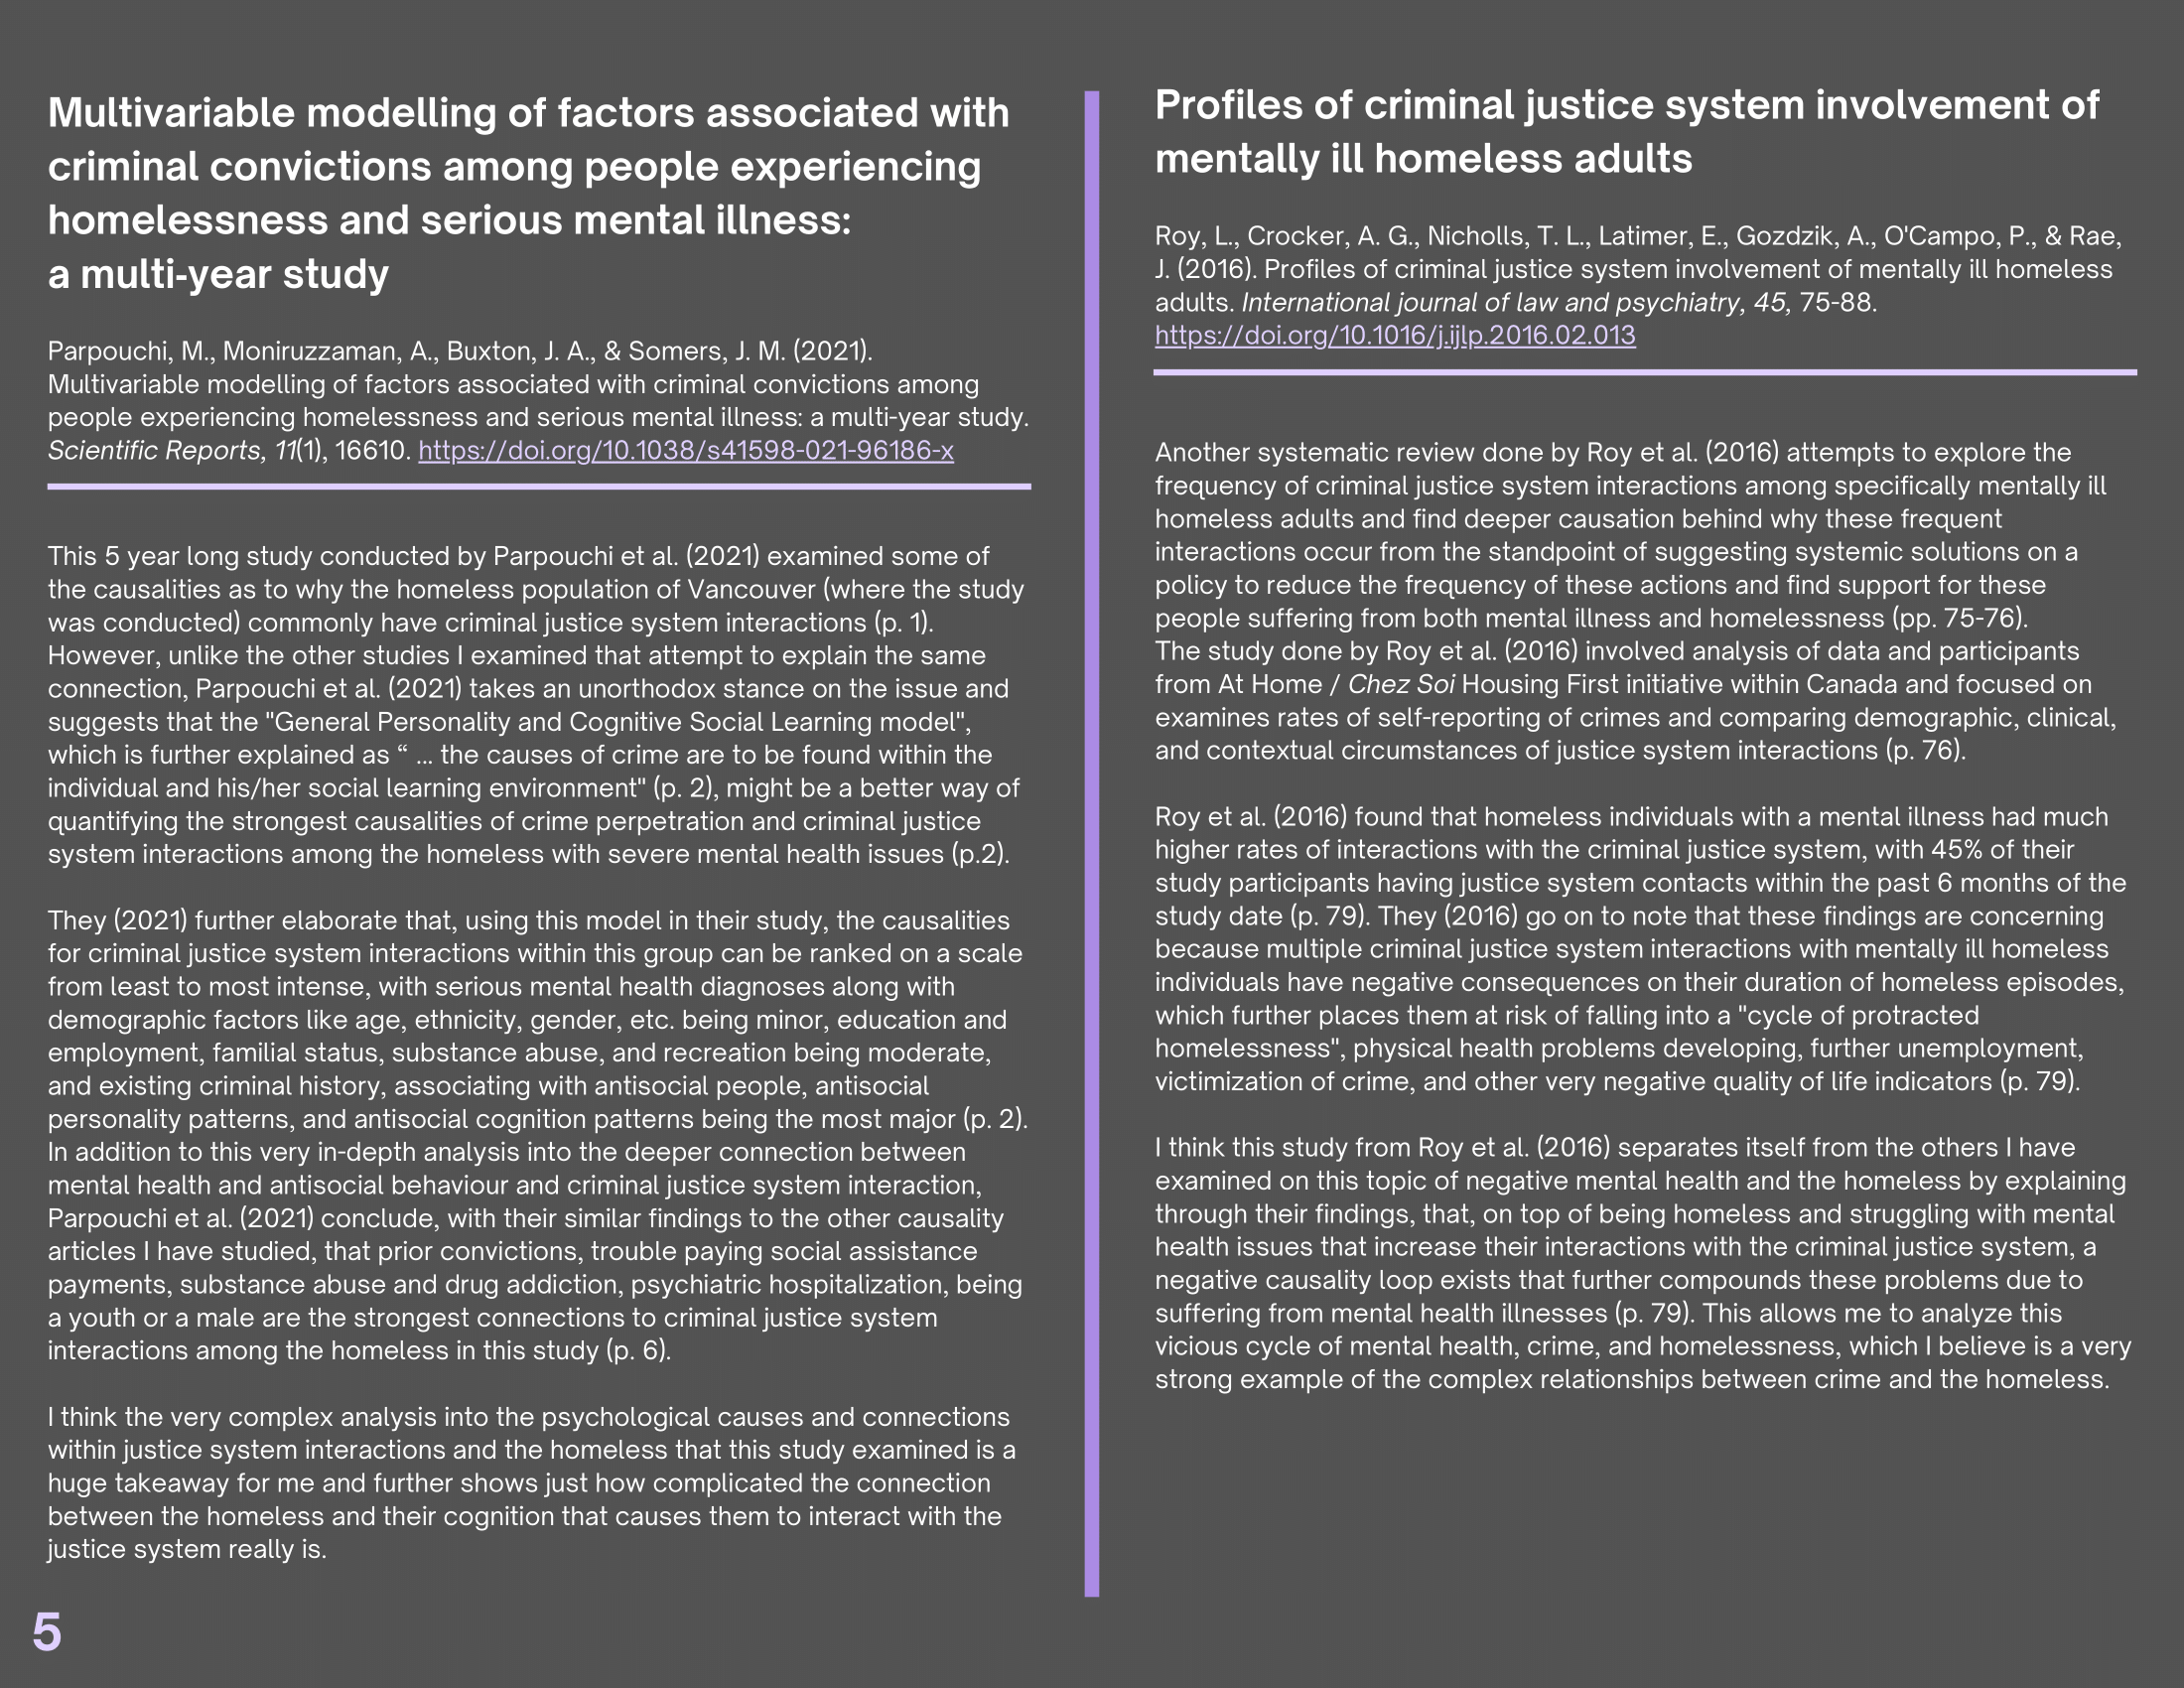 Multivariable modelling of factors associated with
criminal convictions among people experiencing
homelessness and serious mental illness:
a multi-year study
Parpouchi, M., Moniruzzaman, A., Buxton, J. A., & Somers, J. M. (2021).
Multivariable modelling of factors associated with criminal convictions among
people experiencing homelessness and serious mental illness: a multi-year study.
Scientific Reports, 11(1), 16610. https://doi.org/10.1038/s41598-021-96186-x
This 5 year long study conducted by Parpouchi et al. (2021) examined some of
the causalities as to why the homeless population of Vancouver (where the study
was conducted) commonly have criminal justice system interactions (p. 1).
However, unlike the other studies I examined that attempt to explain the same
connection, Parpouchi et al. (2021) takes an unorthodox stance on the issue and
suggests that the "General Personality and Cognitive Social Learning model",
which is further explained as “ ... the causes of crime are to be found within the
individual and his/her social learning environment" (p. 2), might be a better way of
quantifying the strongest causalities of crime perpetration and criminal justice
system interactions among the homeless with severe mental health issues (p.2).
They (2021) further elaborate that, using this model in their study, the causalities
for criminal justice system interactions within this group can be ranked on a scale
from least to most intense, with serious mental health diagnoses along with
demographic factors like age, ethnicity, gender, etc. being minor, education and
employment, familial status, substance abuse, and recreation being moderate,
and existing criminal history, associating with antisocial people, antisocial
personality patterns, and antisocial cognition patterns being the most major (p. 2).
In addition to this very in-depth analysis into the deeper connection between
mental health and antisocial behaviour and criminal justice system interaction,
Parpouchi et al. (2021) conclude, with their similar findings to the other causality
articles I have studied, that prior convictions, trouble paying social assistance
payments, substance abuse and drug addiction, psychiatric hospitalization, being
a youth or a male are the strongest connections to criminal justice system
interactions among the homeless in this study (p. 6).
I think the very complex analysis into the psychological causes and connections
within justice system interactions and the homeless that this study examined is a
huge takeaway for me and further shows just how complicated the connection
between the homeless and their cognition that causes them to interact with the
justice system really is.
5
Profiles of criminal justice system involvement of
mentally ill homeless adults
Roy, L., Crocker, A. G., Nicholls, T. L., Latimer, E., Gozdzik, A., O'Campo, P., & Rae,
J. (2016). Profiles of criminal justice system involvement of mentally ill homeless
adults. International journal of law and psychiatry, 45, 75-88.
https://doi.org/10.1016/j.ijlp.2016.02.013
Another systematic review done by Roy et al. (2016) attempts to explore the
frequency of criminal justice system interactions among specifically mentally ill
homeless adults and find deeper causation behind why these frequent
interactions occur from the standpoint of suggesting systemic solutions on a
policy to reduce the frequency of these actions and find support for these
people suffering from both mental illness and homelessness (pp. 75-76).
The study done by Roy et al. (2016) involved analysis of data and participants
from At Home / Chez Soi Housing First initiative within Canada and focused on
examines rates of self-reporting of crimes and comparing demographic, clinical,
and contextual circumstances of justice system interactions (p. 76).
Roy et al. (2016) found that homeless individuals with a mental illness had much
higher rates of interactions with the criminal justice system, with 45% of their
study participants having justice system contacts within the past 6 months of the
study date (p. 79). They (2016) go on to note that these findings are concerning
because multiple criminal justice system interactions with mentally ill homeless
individuals have negative consequences on their duration of homeless episodes,
which further places them at risk of falling into a "cycle of protracted
homelessness", physical health problems developing, further unemployment,
victimization of crime, and other very negative quality of life indicators (p. 79).
I think this study from Roy et al. (2016) separates itself from the others I have
examined on this topic of negative mental health and the homeless by explaining
through their findings, that, on top of being homeless and struggling with mental
health issues that increase their interactions with the criminal justice system, a
negative causality loop exists that further compounds these problems due to
suffering from mental health illnesses (p. 79). This allows me to analyze this
vicious cycle of mental health, crime, and homelessness, which I believe is a very
strong example of the complex relationships between crime and the homeless.